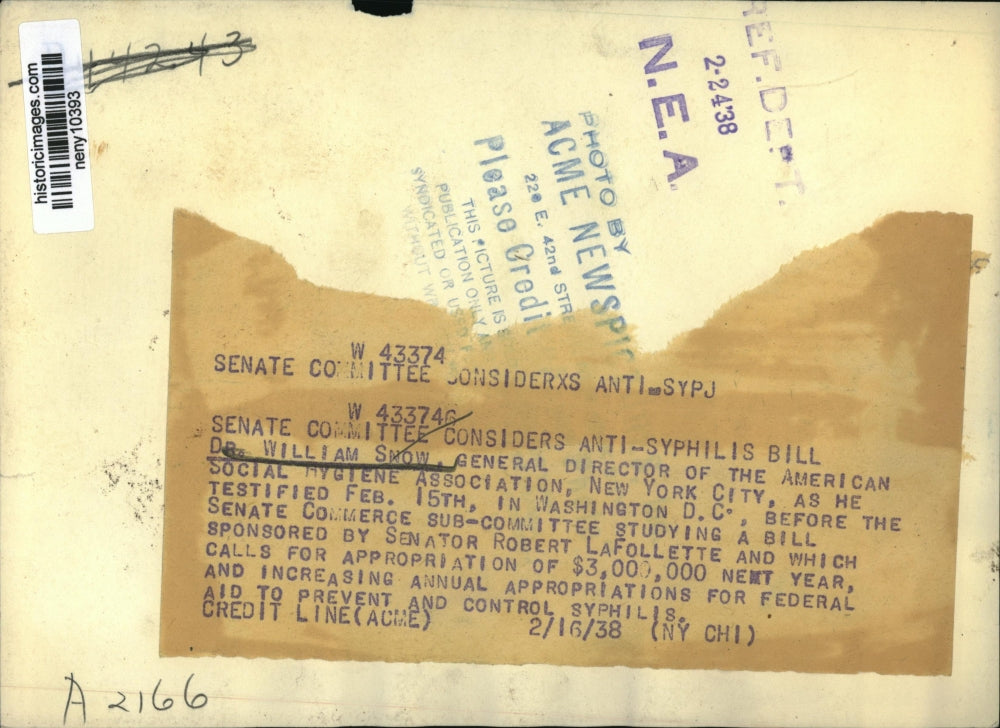 historicimages.com
neny10393
REF. DEPT.
2-24'38
N.E.A.
PHOTO BY
ACME NEWSPIC
220 E. 42nd STRE
Please Credi
THIS PICTURE IS
PUBLICATION ONLY
SYNDICATED OR USED
WITHOUT WR
W 43374
SENATE COMMITTEE CONSIDERXS ANTI-SYPJ
W 43374
SENATE COMMITTEE CONSIDERS ANTI-SYPHILIS BILL
DR. WILLIAM SNOW, GENERAL DIRECTOR OF THE AMERICAN
SOCIAL HYGIENE ASSOCIATION, NEW YORK CITY, AS HE
TESTIFIED FEB. 15TH, IN WASHINGTON D.C., BEFORE THE
SENATE COMMERCE SUB-COMMITTEE STUDYING A BILL
SPONSORED BY SENATOR ROBERT LAFOLLETTE AND WHICH
CALLS FOR APPROPRIATION OF $3,000,000 NEXT YEAR,
AND INCREASING ANNUAL APPROPRIATIONS FOR FEDERAL
AID TO PREVENT AND CONTROL SYPHILIS.
CREDIT LINE(ACME) 2/16/38 (NY CHI)
A 2166